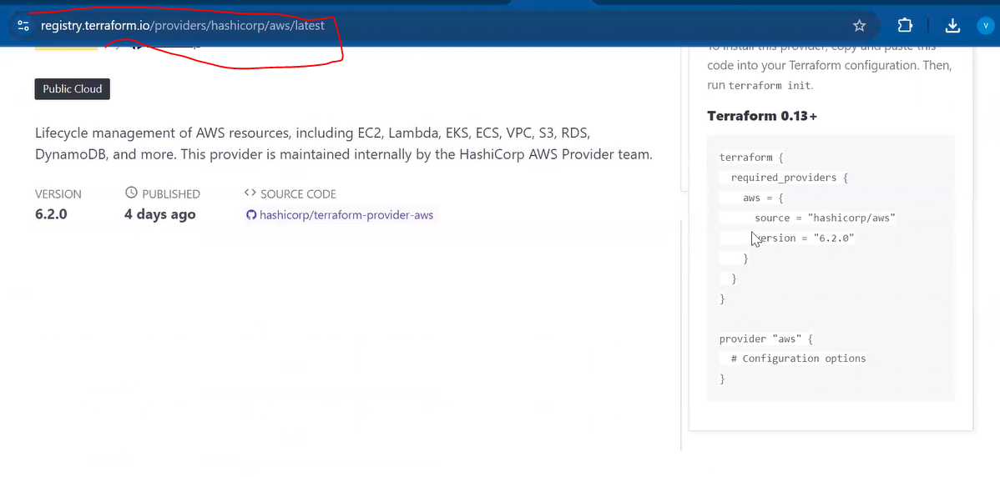 registry.terraform.io/providers/hashicorp/aws/latest
v
Public Cloud
Lifecycle management of AWS resources, including EC2, Lambda, EKS, ECS, VPC, S3, RDS,
DynamoDB, and more. This provider is maintained internally by the HashiCorp AWS Provider team.
VERSION
6.2.0
PUBLISHED
4 days ago
SOURCE CODE
hashicorp/terraform-provider-aws
To install this provider, copy and paste this
code into your Terraform configuration. Then,
run terraform init.
Terraform 0.13+
terraform {
required_providers {
aws = {
source = "hashicorp/aws"
version = "6.2.0"
}
}
}
provider "aws" {
# Configuration options
}